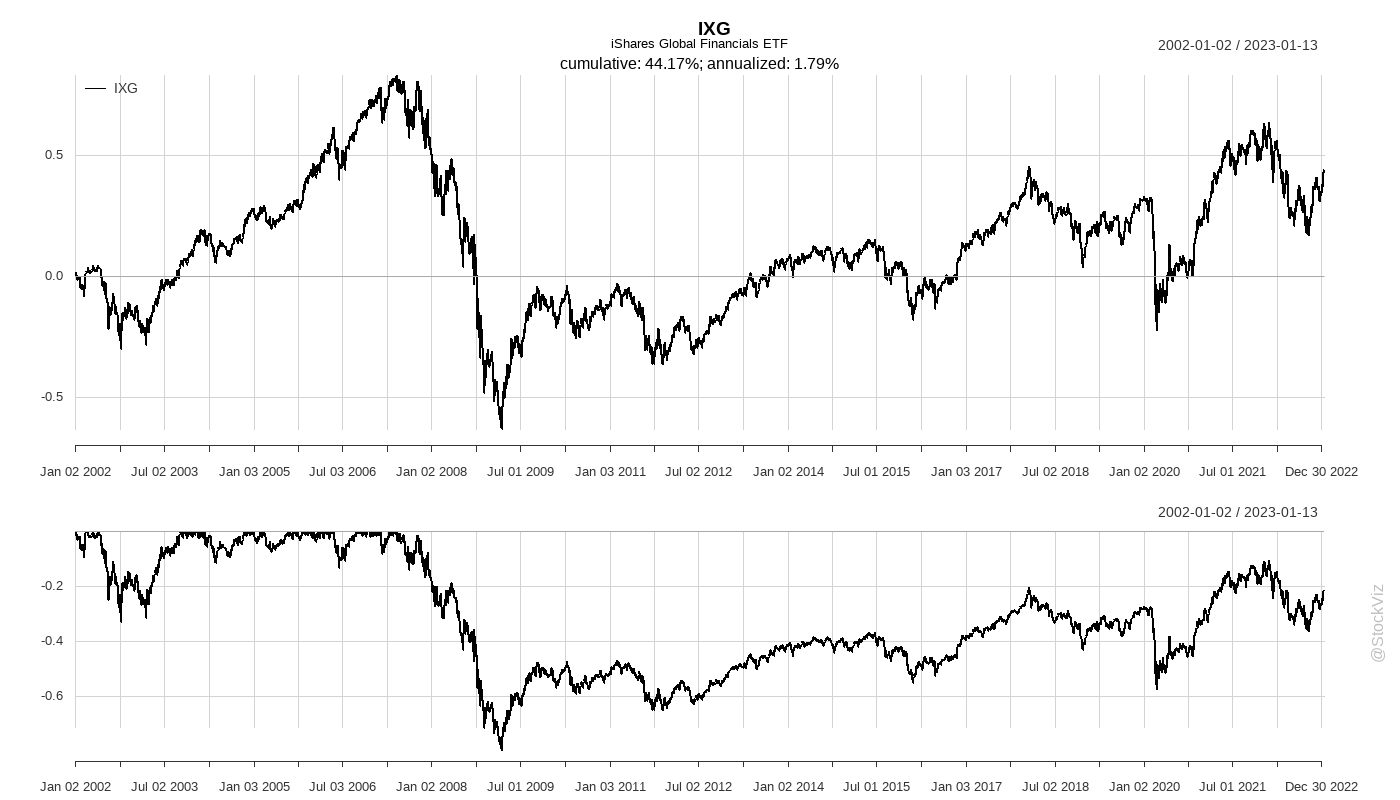 IXG
iShares Global Financials ETF
cumulative: 44.17%; annualized: 1.79%
2002-01-02 / 2023-01-13
IXG
0.5
0.0
-0.5
Jan 02 2002 Jul 02 2003 Jan 03 2005 Jul 03 2006 Jan 02 2008 Jul 01 2009 Jan 03 2011 Jul 02 2012 Jan 02 2014 Jul 01 2015 Jan 03 2017 Jul 02 2018 Jan 02 2020 Jul 01 2021 Dec 30 2022
2002-01-02 / 2023-01-13
-0.2
-0.4
-0.6
Jan 02 2002 Jul 02 2003 Jan 03 2005 Jul 03 2006 Jan 02 2008 Jul 01 2009 Jan 03 2011 Jul 02 2012 Jan 02 2014 Jul 01 2015 Jan 03 2017 Jul 02 2018 Jan 02 2020 Jul 01 2021 Dec 30 2022
@StockViz